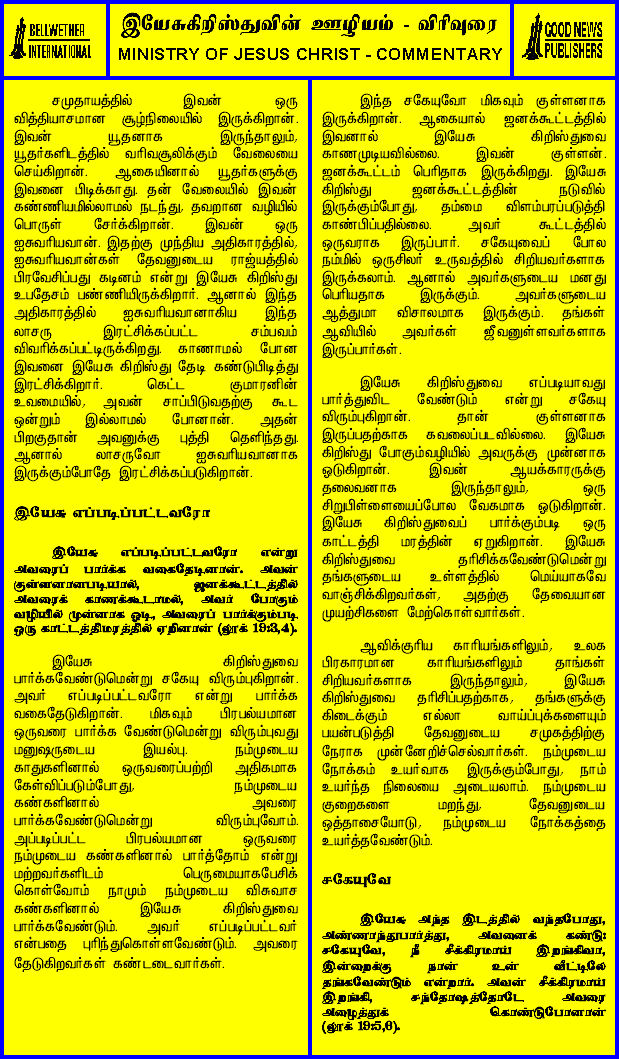 BELLWETHER
INTERNATIONAL
இயேசுகிறிஸ்துவின் ஊழியம் - விரிவுரை
MINISTRY OF JESUS CHRIST - COMMENTARY
GOOD NEWS
PUBLISHERS
சமுதாயத்தில் இவன் ஒரு
வித்தியாசமான சூழ்நிலையில் இருக்கிறான்.
இவன் யூதனாக இருந்தாலும்,
யூதர்களிடத்தில் வரிவசூலிக்கும் வேலையை
செய்கிறான். ஆகையினால் யூதர்களுக்கு
இவனை பிடிக்காது. தன் வேலையில் இவன்
கண்ணியமில்லாமல் நடந்து, தவறான வழியில்
பொருள் சேர்க்கிறான். இவன் ஒரு
ஐசுவரியவான். இதற்கு முந்திய அதிகாரத்தில்,
ஐசுவரியவான்கள் தேவனுடைய ராஜ்யத்தில்
பிரவேசிப்பது கடினம் என்று இயேசு கிறிஸ்து
உபதேசம் பண்ணியிருக்கிறார். ஆனால் இந்த
அதிகாரத்தில் ஐசுவரியவானாகிய இந்த
லாசரு இரட்சிக்கப்பட்ட சம்பவம்
விவரிக்கப்பட்டிருக்கிறது. காணாமல் போன
இவனை இயேசு கிறிஸ்து தேடி கண்டுபிடித்து
இரட்சிக்கிறார். கெட்ட குமாரனின்
உவமையில், அவன் சாப்பிடுவதற்கு கூட
ஒன்றும் இல்லாமல் போனான். அதன்
பிறகுதான் அவனுக்கு புத்தி தெளிந்தது.
ஆனால் லாசருவோ ஐசுவரியவானாக
இருக்கும்போதே இரட்சிக்கப்படுகிறான்.
இயேசு எப்படிப்பட்டவரோ
இயேசு எப்படிப்பட்டவரோ என்று
அவரைப் பார்க்க வகைதேடினான். அவன்
குள்ளனானபடியால், ஜனக்கூட்டத்தில்
அவரைக் காணக்கூடாமல், அவர் போகும்
வழியில் முன்னாக ஓடி, அவரைப் பார்க்கும்படி
ஒரு காட்டத்திமரத்தில் ஏறினான் (லூக் 19:3,4).
இயேசு கிறிஸ்துவை
பார்க்கவேண்டுமென்று சகேயு விரும்புகிறான்.
அவர் எப்படிப்பட்டவரோ என்று பார்க்க
வகைதேடுகிறான். மிகவும் பிரபல்யமான
ஒருவரை பார்க்க வேண்டுமென்று விரும்புவது
மனுஷருடைய இயல்பு. நம்முடைய
காதுகளினால் ஒருவரைப்பற்றி அதிகமாக
கேள்விப்படும்போது, நம்முடைய
கண்களினால் அவரை
பார்க்கவேண்டுமென்று விரும்புவோம்.
அப்படிப்பட்ட பிரபல்யமான ஒருவரை
நம்முடைய கண்களினால் பார்த்தோம் என்று
மற்றவர்களிடம் பெருமையாகபேசிக்
கொள்வோம் நாமும் நம்முடைய விசுவாச
கண்களினால் இயேசு கிறிஸ்துவை
பார்க்கவேண்டும். அவர் எப்படிப்பட்டவர்
என்பதை புரிந்துகொள்ளவேண்டும். அவரை
தேடுகிறவர்கள் கண்டடைவார்கள்.
இந்த சகேயுவோ மிகவும் குள்ளனாக
இருக்கிறான். ஆகையால் ஜனக்கூட்டத்தில்
இவனால் இயேசு கிறிஸ்துவை
காணமுடியவில்லை. இவன் குள்ளன்.
ஜனக்கூட்டம் பெரிதாக இருக்கிறது. இயேசு
கிறிஸ்து ஜனக்கூட்டத்தின் நடுவில்
இருக்கும்போது, தம்மை விளம்பரப்படுத்தி
காண்பிப்பதில்லை. அவர் கூட்டத்தில்
ஒருவராக இருப்பார். சகேயுவைப் போல
நம்மில் ஒருசிலர் உருவத்தில் சிறியவர்களாக
இருக்கலாம். ஆனால் அவர்களுடைய மனது
பெரியதாக இருக்கும். அவர்களுடைய
ஆத்துமா விசாலமாக இருக்கும். தங்கள்
ஆவியில் அவர்கள் ஜீவனுள்ளவர்களாக
இருப்பார்கள்.
இயேசு கிறிஸ்துவை எப்படியாவது
பார்த்துவிட வேண்டும் என்று சகேயு
விரும்புகிறான். தான் குள்ளனாக
இருப்பதற்காக கவலைப்படவில்லை. இயேசு
கிறிஸ்து போகும்வழியில் அவருக்கு முன்னாக
ஓடுகிறான். இவன் ஆயக்காரருக்கு
தலைவனாக இருந்தாலும், ஒரு
சிறுபிள்ளையைப்போல வேகமாக ஓடுகிறான்.
இயேசு கிறிஸ்துவைப் பார்க்கும்படி ஒரு
காட்டத்தி மரத்தின் ஏறுகிறான். இயேசு
கிறிஸ்துவை தரிசிக்கவேண்டுமென்று
தங்களுடைய உள்ளத்தில் மெய்யாகவே
வாஞ்சிக்கிறவர்கள், அதற்கு தேவையான
முயற்சிகளை மேற்கொள்வார்கள்.
ஆவிக்குரிய காரியங்களிலும், உலக
பிரகாரமான காரியங்களிலும் தாங்கள்
சிறியவர்களாக இருந்தாலும், இயேசு
கிறிஸ்துவை தரிசிப்பதற்காக, தங்களுக்கு
கிடைக்கும் எல்லா வாய்ப்புக்களையும்
பயன்படுத்தி தேவனுடைய சமுகத்திற்கு
நேராக முன்னேறிச்செல்வார்கள். நம்முடைய
நோக்கம் உயர்வாக இருக்கும்போது, நாம்
உயர்ந்த நிலையை அடையலாம். நம்முடைய
குறைகளை மறந்து, தேவனுடைய
ஒத்தாசையோடு, நம்முடைய நோக்கத்தை
உயர்த்தவேண்டும்.
சகேயுவே
இயேசு அந்த இடத்தில் வந்தபோது,
அண்ணாந்துபார்த்து, அவனைக் கண்டு:
சகேயுவே, நீ சீக்கிரமாய் இறங்கிவா,
இன்றைக்கு நான் உன் வீட்டிலே
தங்கவேண்டும் என்றார். அவன் சீக்கிரமாய்
இறங்கி, சந்தோஷத்தோடே அவரை
அழைத்துக் கொண்டுபோனான்
(லூக் 19:5,6).